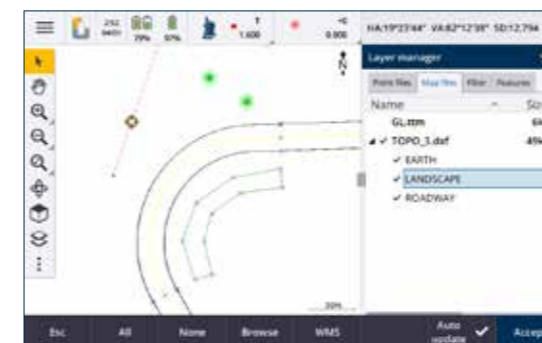 T
1.600
0.000
HA:19°23'44" VA:82°12'38" SD:12.794
79% 97%
N
Layer manager
Point files Map files Filter Features
Name
GL.ttm
TOPO_3.dxf
EARTH
LANDSCAPE
ROADWAY
Esc All None Browse WMS Auto update Accep